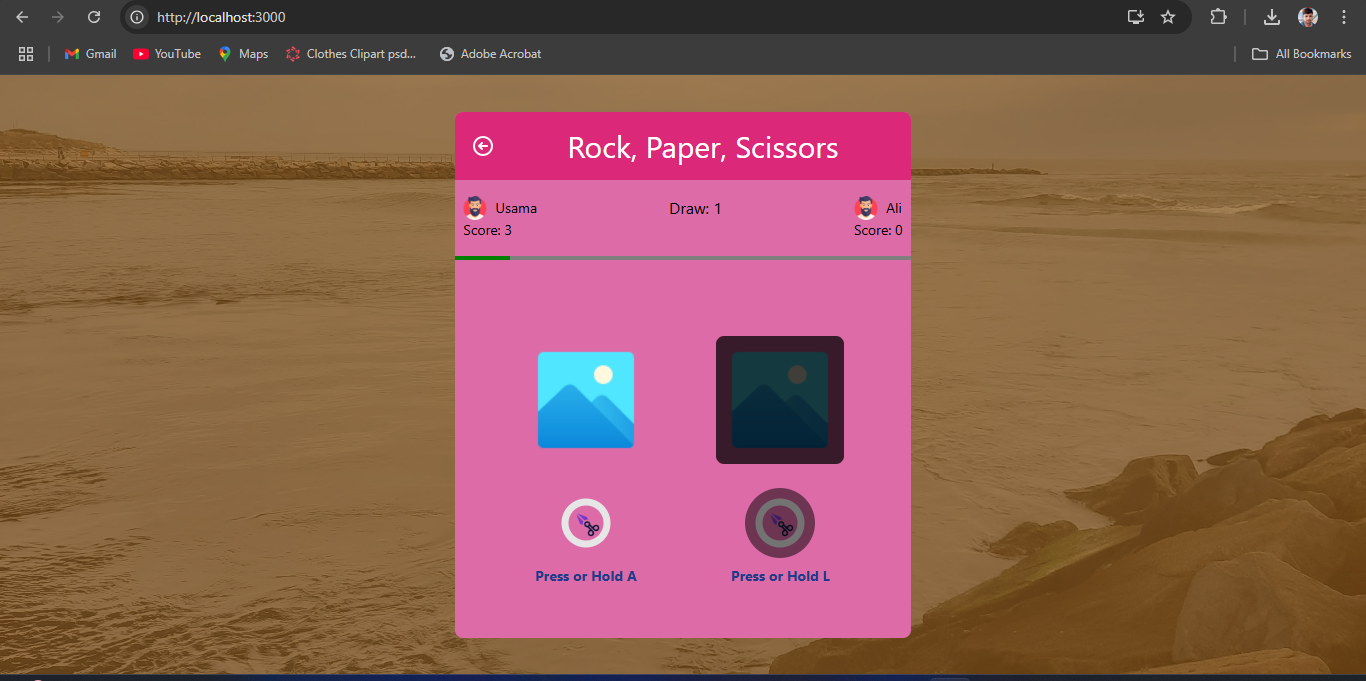 http://localhost:3000
Gmail YouTube Maps Clothes Clipart psd... Adobe Acrobat All Bookmarks
Rock, Paper, Scissors
Usama Draw: 1 Ali
Score: 3 Score: 0
Press or Hold A Press or Hold L